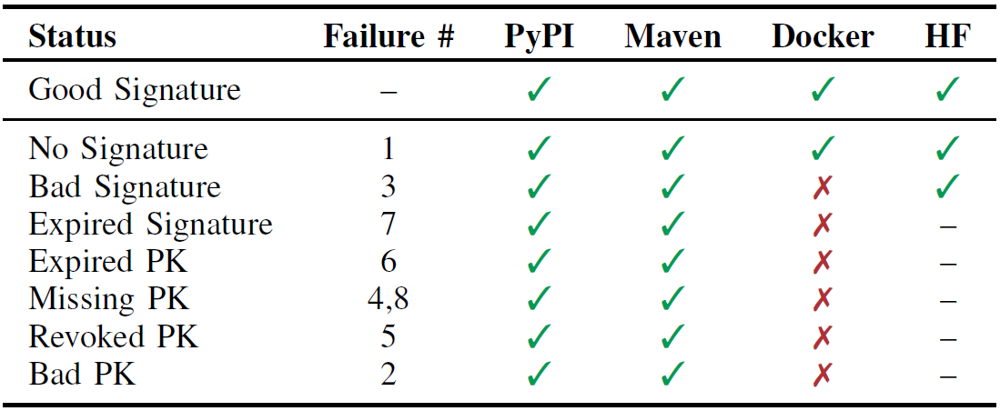 Status Failure # PyPI Maven Docker HF
Good Signature – ✓ ✓ ✓ ✓
No Signature 1 ✓ ✓ ✓ ✓
Bad Signature 3 ✓ ✓ ✗ ✓
Expired Signature 7 ✓ ✓ ✗ –
Expired PK 6 ✓ ✓ ✗ –
Missing PK 4,8 ✓ ✓ ✗ –
Revoked PK 5 ✓ ✓ ✗ –
Bad PK 2 ✓ ✓ ✗ –